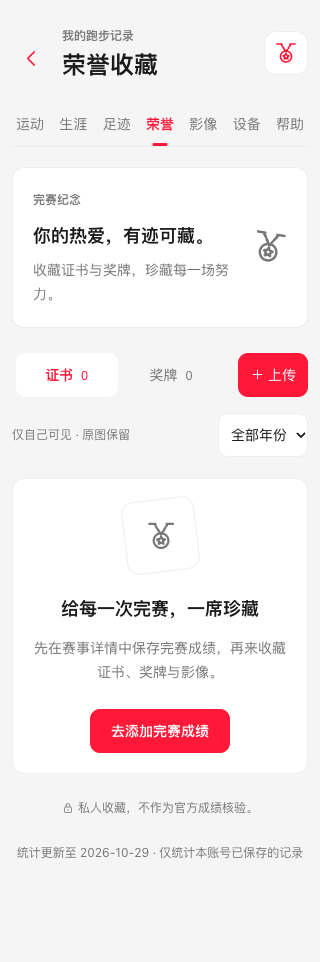 我的跑步记录
荣誉收藏
运动 生涯 足迹 荣誉 影像 设备 帮助
完赛纪念
你的热爱，有迹可藏。
收藏证书与奖牌，珍藏每一场努
力。
证书 0 奖牌 0 + 上传
仅自己可见 · 原图保留 全部年份
给每一次完赛，一席珍藏
先在赛事详情中保存完赛成绩，再来收藏
证书、奖牌与影像。
去添加完赛成绩
私人收藏，不作为官方成绩核验。
统计更新至 2026-10-29 · 仅统计本账号已保存的记录